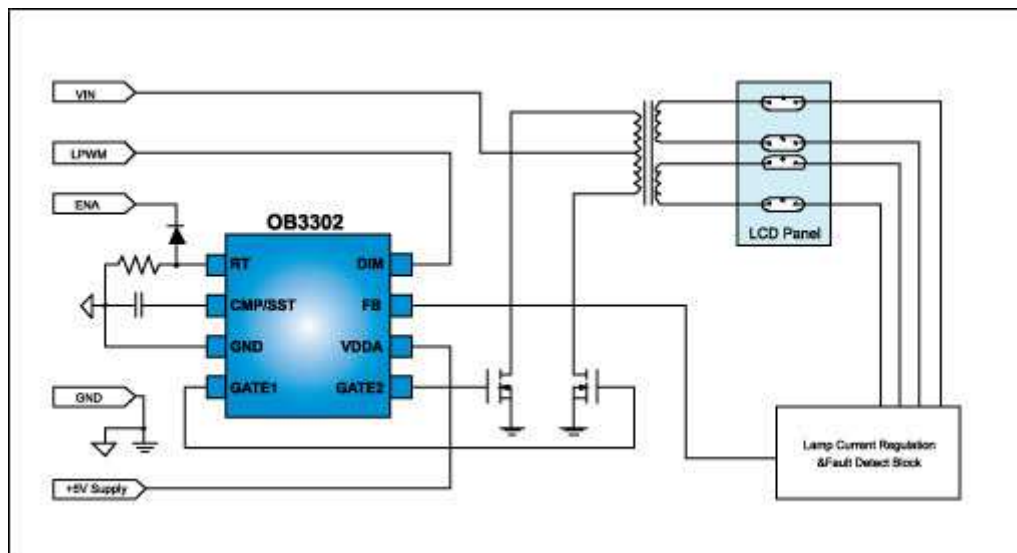 VIN
LPWM
ENA
OB3302
RT
DIM
CMP/SST
FB
GND
VDDA
GATE1
GATE2
GND
+5V Supply
LCD Panel
Lamp Current Regulation
&Fault Detect Block